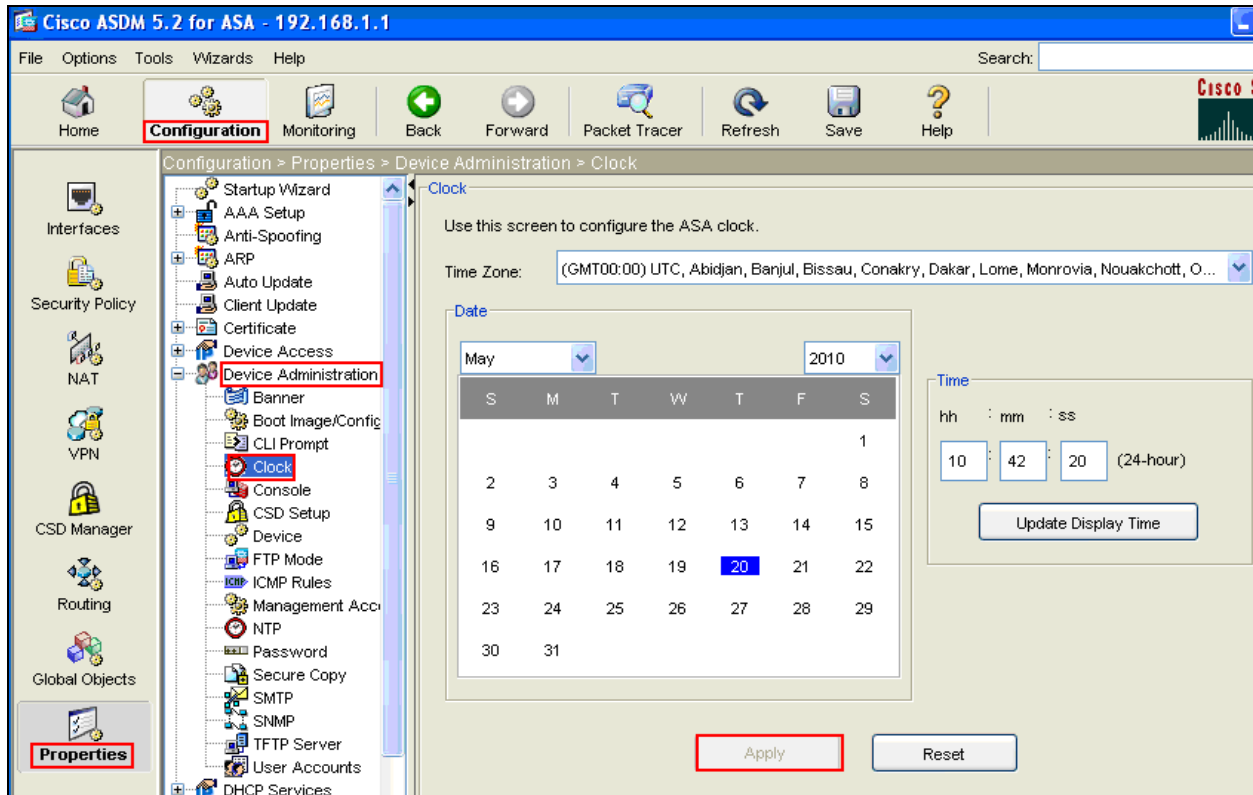 Cisco ASDM 5.2 for ASA - 192.168.1.1
File Options Tools Wizards Help Search:
Home Configuration Monitoring Back Forward Packet Tracer Refresh Save Help
Cisco
Configuration > Properties > Device Administration > Clock
Interfaces
Security Policy
NAT
VPN
CSD Manager
Routing
Global Objects
Properties
Startup Wizard
AAA Setup
Anti-Spoofing
ARP
Auto Update
Client Update
Certificate
Device Access
Device Administration
Banner
Boot Image/Config
CLI Prompt
Clock
Console
CSD Setup
Device
FTP Mode
ICMP ICMP Rules
Management Acc
NTP
Password
Secure Copy
SMTP
SNMP
TFTP Server
User Accounts
DHCP Services
Clock
Use this screen to configure the ASA clock.
Time Zone: (GMT00:00) UTC, Abidjan, Banjul, Bissau, Conakry, Dakar, Lome, Monrovia, Nouakchott, O...
Date
May 2010
S M T W T F S
1
2 3 4 5 6 7 8
9 10 11 12 13 14 15
16 17 18 19 20 21 22
23 24 25 26 27 28 29
30 31
Time
hh : mm : ss
10 : 42 : 20 (24-hour)
Update Display Time
Apply Reset